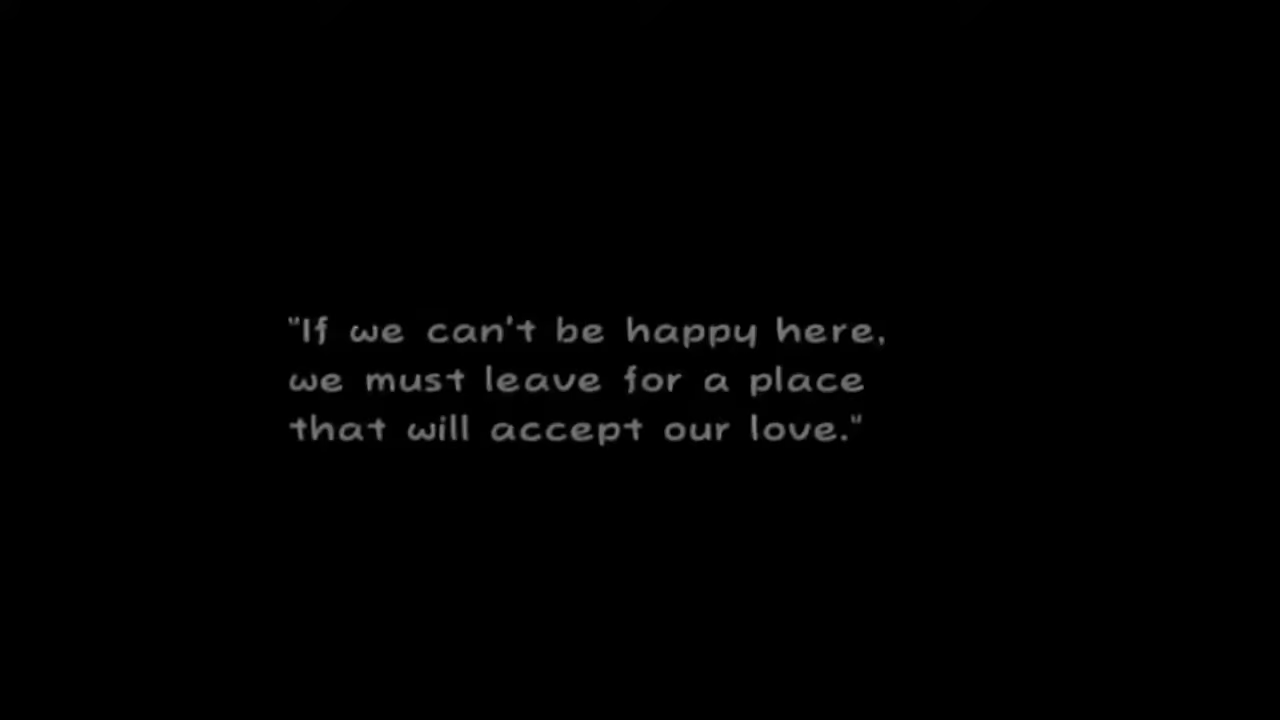 "If we can't be happy here,
we must leave for a place
that will accept our love."